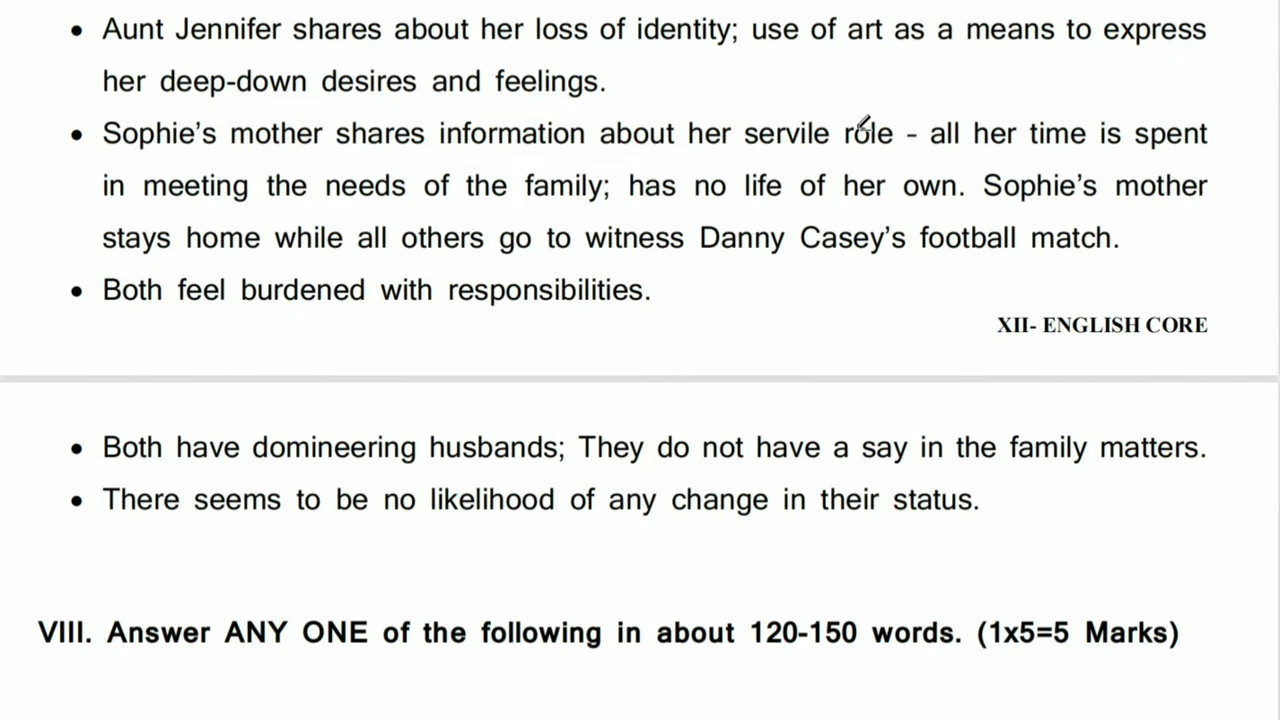 • Aunt Jennifer shares about her loss of identity; use of art as a means to express
her deep-down desires and feelings.
• Sophie's mother shares information about her servile role - all her time is spent
in meeting the needs of the family; has no life of her own. Sophie's mother
stays home while all others go to witness Danny Casey's football match.
• Both feel burdened with responsibilities.
XII- ENGLISH CORE
• Both have domineering husbands; They do not have a say in the family matters.
• There seems to be no likelihood of any change in their status.
VIII. Answer ANY ONE of the following in about 120-150 words. (1x5=5 Marks)